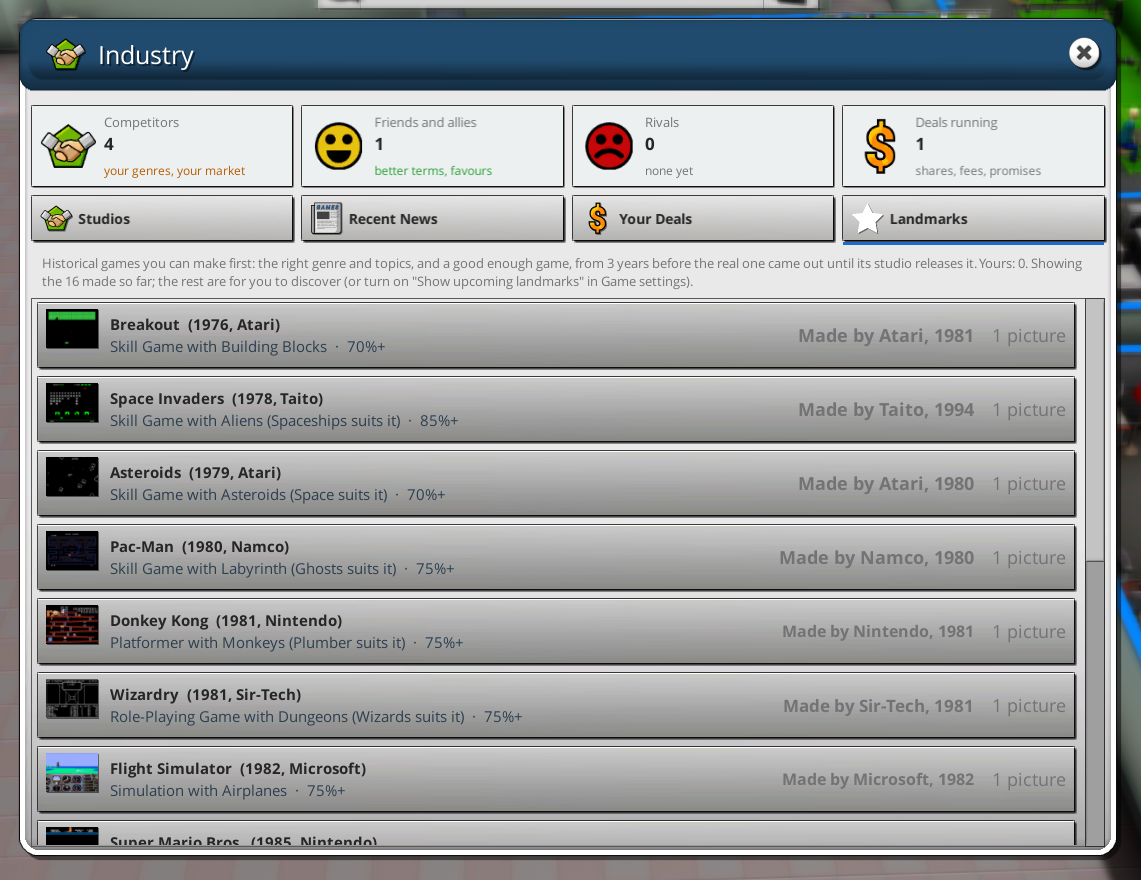 Industry
Competitors
4
your genres, your market
Friends and allies
1
better terms, favours
Rivals
0
none yet
Deals running
1
shares, fees, promises
Studios
GAMES
Recent News
Your Deals
Landmarks
Historical games you can make first: the right genre and topics, and a good enough game, from 3 years before the real one came out until its studio releases it. Yours: 0. Showing
the 16 made so far; the rest are for you to discover (or turn on "Show upcoming landmarks" in Game settings).
Breakout (1976, Atari)
Skill Game with Building Blocks · 70%+
Made by Atari, 1981 1 picture
Space Invaders (1978, Taito)
Skill Game with Aliens (Spaceships suits it) · 85%+
Made by Taito, 1994 1 picture
Asteroids (1979, Atari)
Skill Game with Asteroids (Space suits it) · 70%+
Made by Atari, 1980 1 picture
Pac-Man (1980, Namco)
Skill Game with Labyrinth (Ghosts suits it) · 75%+
Made by Namco, 1980 1 picture
Donkey Kong (1981, Nintendo)
Platformer with Monkeys (Plumber suits it) · 75%+
Made by Nintendo, 1981 1 picture
Wizardry (1981, Sir-Tech)
Role-Playing Game with Dungeons (Wizards suits it) · 75%+
Made by Sir-Tech, 1981 1 picture
Flight Simulator (1982, Microsoft)
Simulation with Airplanes · 75%+
Made by Microsoft, 1982 1 picture
Super Mario Bros. (1985, Nintendo)